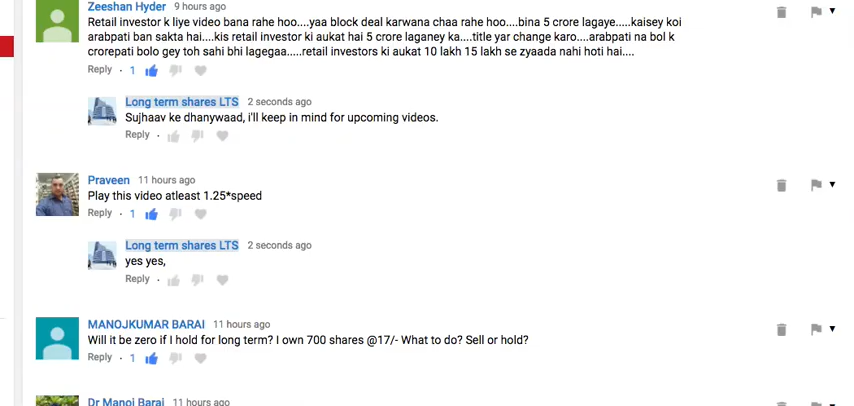 Zeeshan Hyder 9 hours ago
Retail investor k liye video bana rahe hoo....yaa block deal karwana chaa rahe hoo...bina 5 crore lagaye.....kaisey koi
arabpati ban sakta hai....kis retail investor ki aukat hai 5 crore laganey ka....title yar change karo....arabpati na bol k
crorepati bolo gey toh sahi bhi lagegaa.....retail investors ki aukat 10 lakh 15 lakh se zyaada nahi hoti hai....
Reply · 1
Long term shares LTS 2 seconds ago
Sujhaav ke dhanywaad, i'll keep in mind for upcoming videos.
Reply ·
Praveen 11 hours ago
Play this video atleast 1.25*speed
Reply · 1
Long term shares LTS 2 seconds ago
yes yes,
Reply ·
MANOJKUMAR BARAI 11 hours ago
Will it be zero if I hold for long term? I own 700 shares @17/- What to do? Sell or hold?
Reply · 1
Dr Manoj Barai 11 hours ago